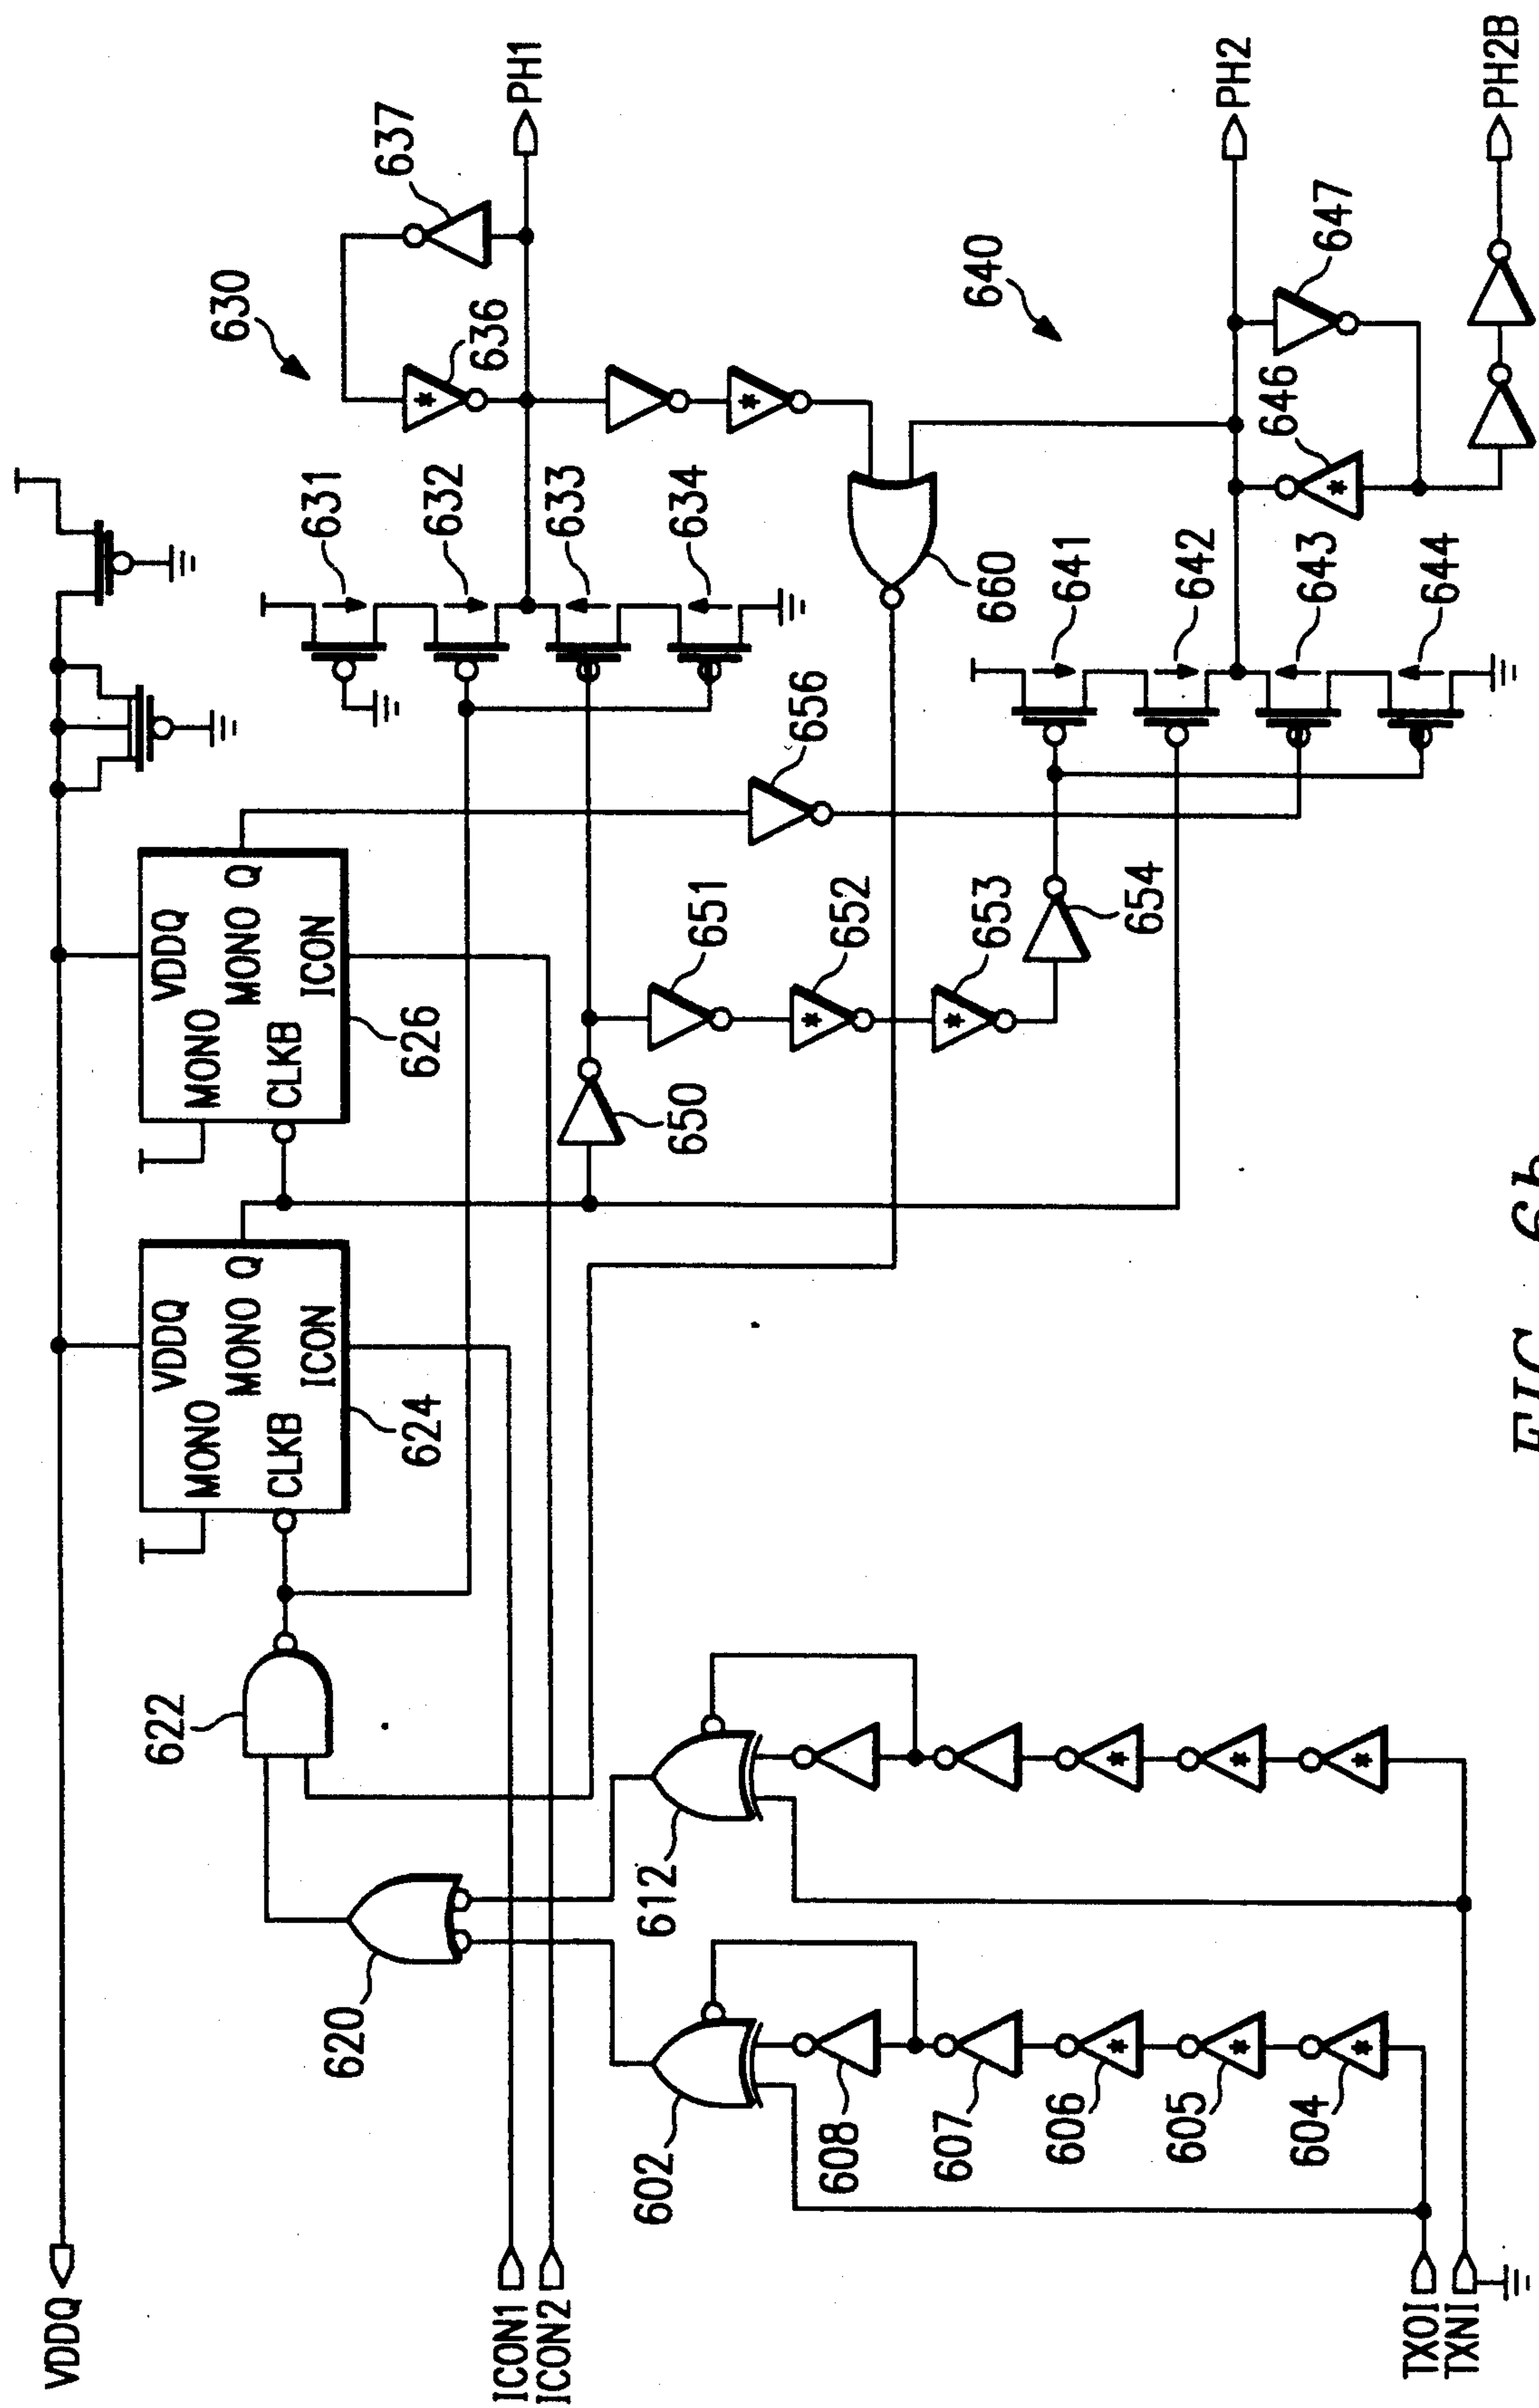 VDDQ
ICON1
ICON2
TXOI
TXNI
620
622
602
612
608
607
606
605
604
VDDQ
MONO
MONO Q
CLKB
ICON
624
VDDQ
MONO
MONO Q
CLKB
ICON
626
650
651
*
652
*
653
654
656
630
631
632
633
634
*
636
637
PH1
*
660
640
641
642
643
644
*
646
647
PH2
PH2B
*
*
*
*
*
*
FIG. 6b